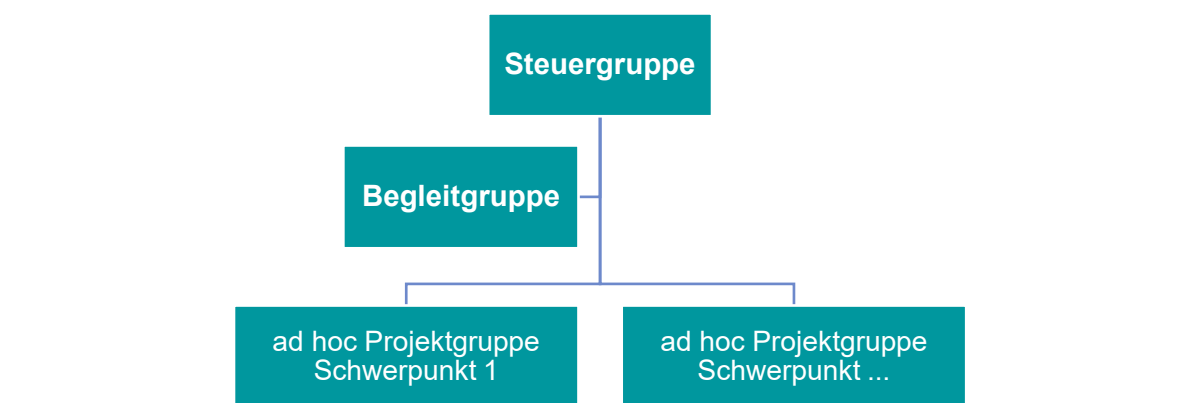 Steuergruppe
Begleitgruppe
ad hoc Projektgruppe
Schwerpunkt 1
ad hoc Projektgruppe
Schwerpunkt ...